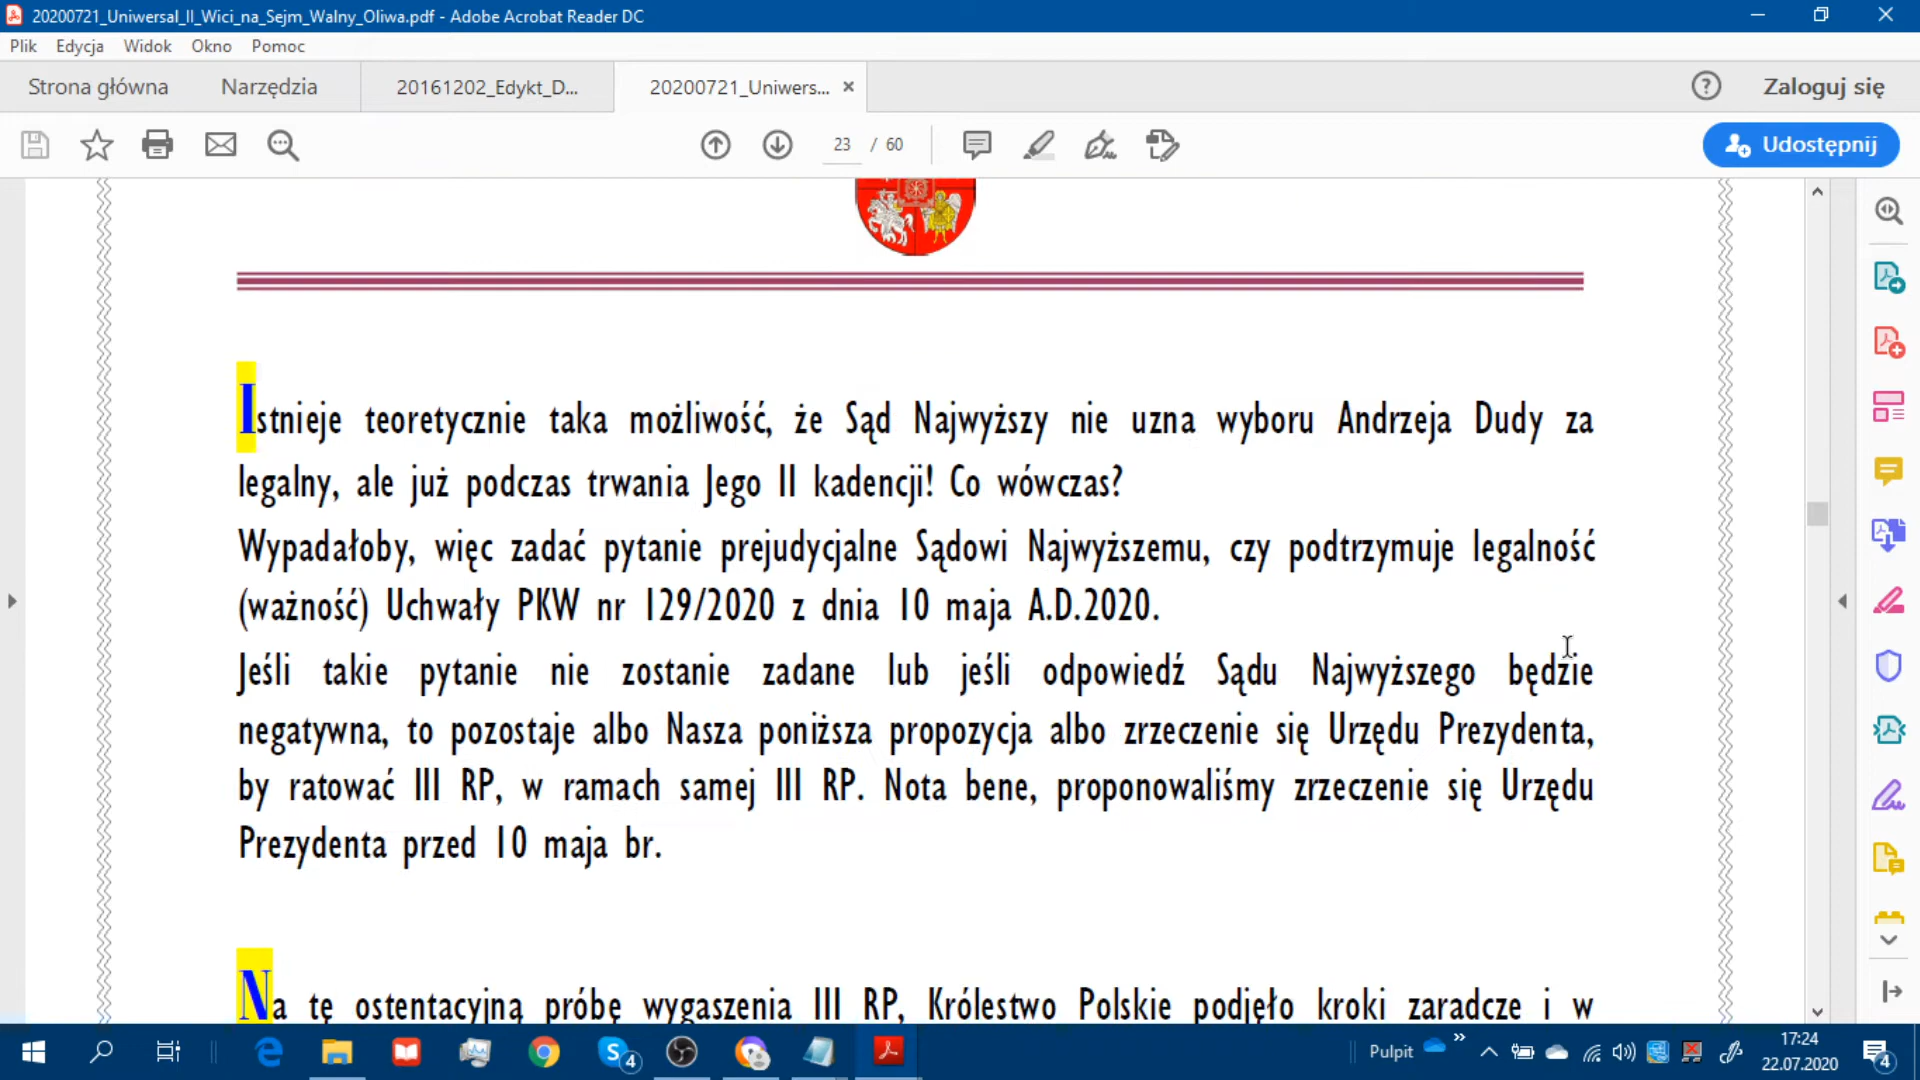 20200721_Uniwersal_II_Wici_na_Sejm_Walny_Oliwa.pdf - Adobe Acrobat Reader DC
Plik Edycja Widok Okno Pomoc
Strona główna Narzędzia 20161202_Edykt_D... 20200721_Uniwers... × Zaloguj się
23 / 60 Udostępnij
Istnieje teoretycznie taka możliwość, że Sąd Najwyższy nie uzna wyboru Andrzeja Dudy za
legalny, ale już podczas trwania Jego II kadencji! Co wówczas?
Wypadałoby, więc zadać pytanie prejudycjalne Sądowi Najwyższemu, czy podtrzymuje legalność
(ważność) Uchwały PKW nr 129/2020 z dnia 10 maja A.D.2020.
Jeśli takie pytanie nie zostanie zadane lub jeśli odpowiedź Sądu Najwyższego będzie
negatywna, to pozostaje albo Nasza poniższa propozycja albo zrzeczenie się Urzędu Prezydenta,
by ratować III RP, w ramach samej III RP. Nota bene, proponowaliśmy zrzeczenie się Urzędu
Prezydenta przed 10 maja br.
Na tę ostentacyjną próbę wygaszenia III RP, Królestwo Polskie podjęło kroki zaradcze i w
4 Pulpit » 17:24
22.07.2020 4